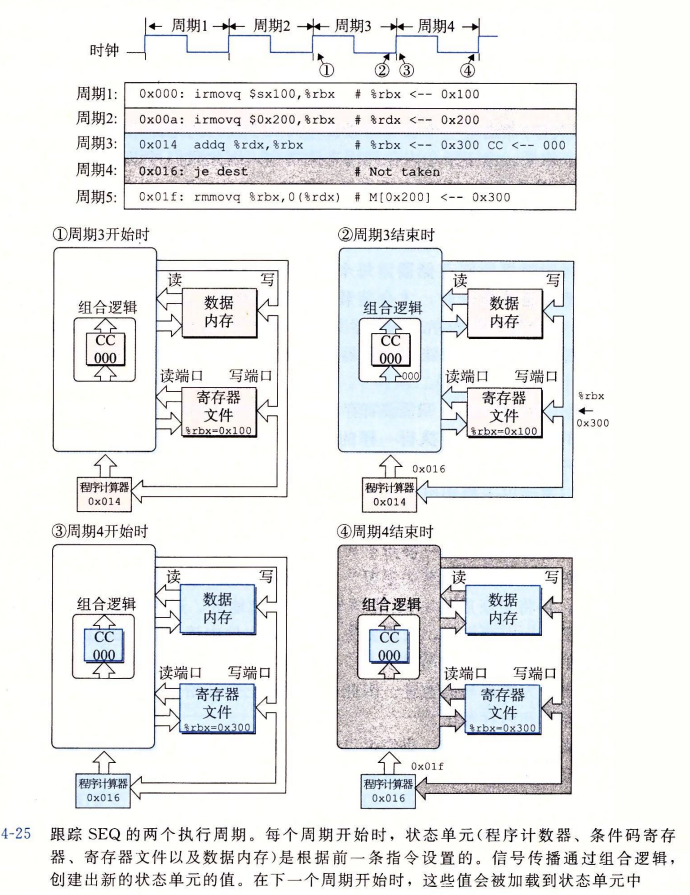 周期1 周期2 周期3 周期4
时钟
① ② ③ ④
周期1: 0x000: irmovq $sx100,%rbx # %rbx <-- 0x100
周期2: 0x00a: irmovq $0x200,%rbx # %rdx <-- 0x200
周期3: 0x014 addq %rdx,%rbx # %rbx <-- 0x300 CC <-- 000
周期4: 0x016: je dest # Not taken
周期5: 0x01f: rmmovq %rbx,0(%rdx) # M[0x200] <-- 0x300
①周期3开始时
读 写
组合逻辑
数据
内存
CC
000
读端口 写端口
寄存器
文件
%rbx=0x100
程序计算器
0x014
②周期3结束时
读 写
组合逻辑
数据
内存
CC
000
000
读端口 写端口
寄存器
文件
%rbx=0x100
%rbx
0x300
0x016
程序计算器
0x014
③周期4开始时
读 写
组合逻辑
数据
内存
CC
000
读端口 写端口
寄存器
文件
%rbx=0x300
程序计算器
0x016
④周期4结束时
读 写
组合逻辑
数据
内存
CC
000
读端口 写端口
寄存器
文件
%rbx=0x300
0x01f
程序计算器
0x016
4-25 跟踪 SEQ 的两个执行周期。每个周期开始时，状态单元(程序计数器、条件码寄存
器、寄存器文件以及数据内存)是根据前一条指令设置的。信号传播通过组合逻辑，
创建出新的状态单元的值。在下一个周期开始时，这些值会被加载到状态单元中